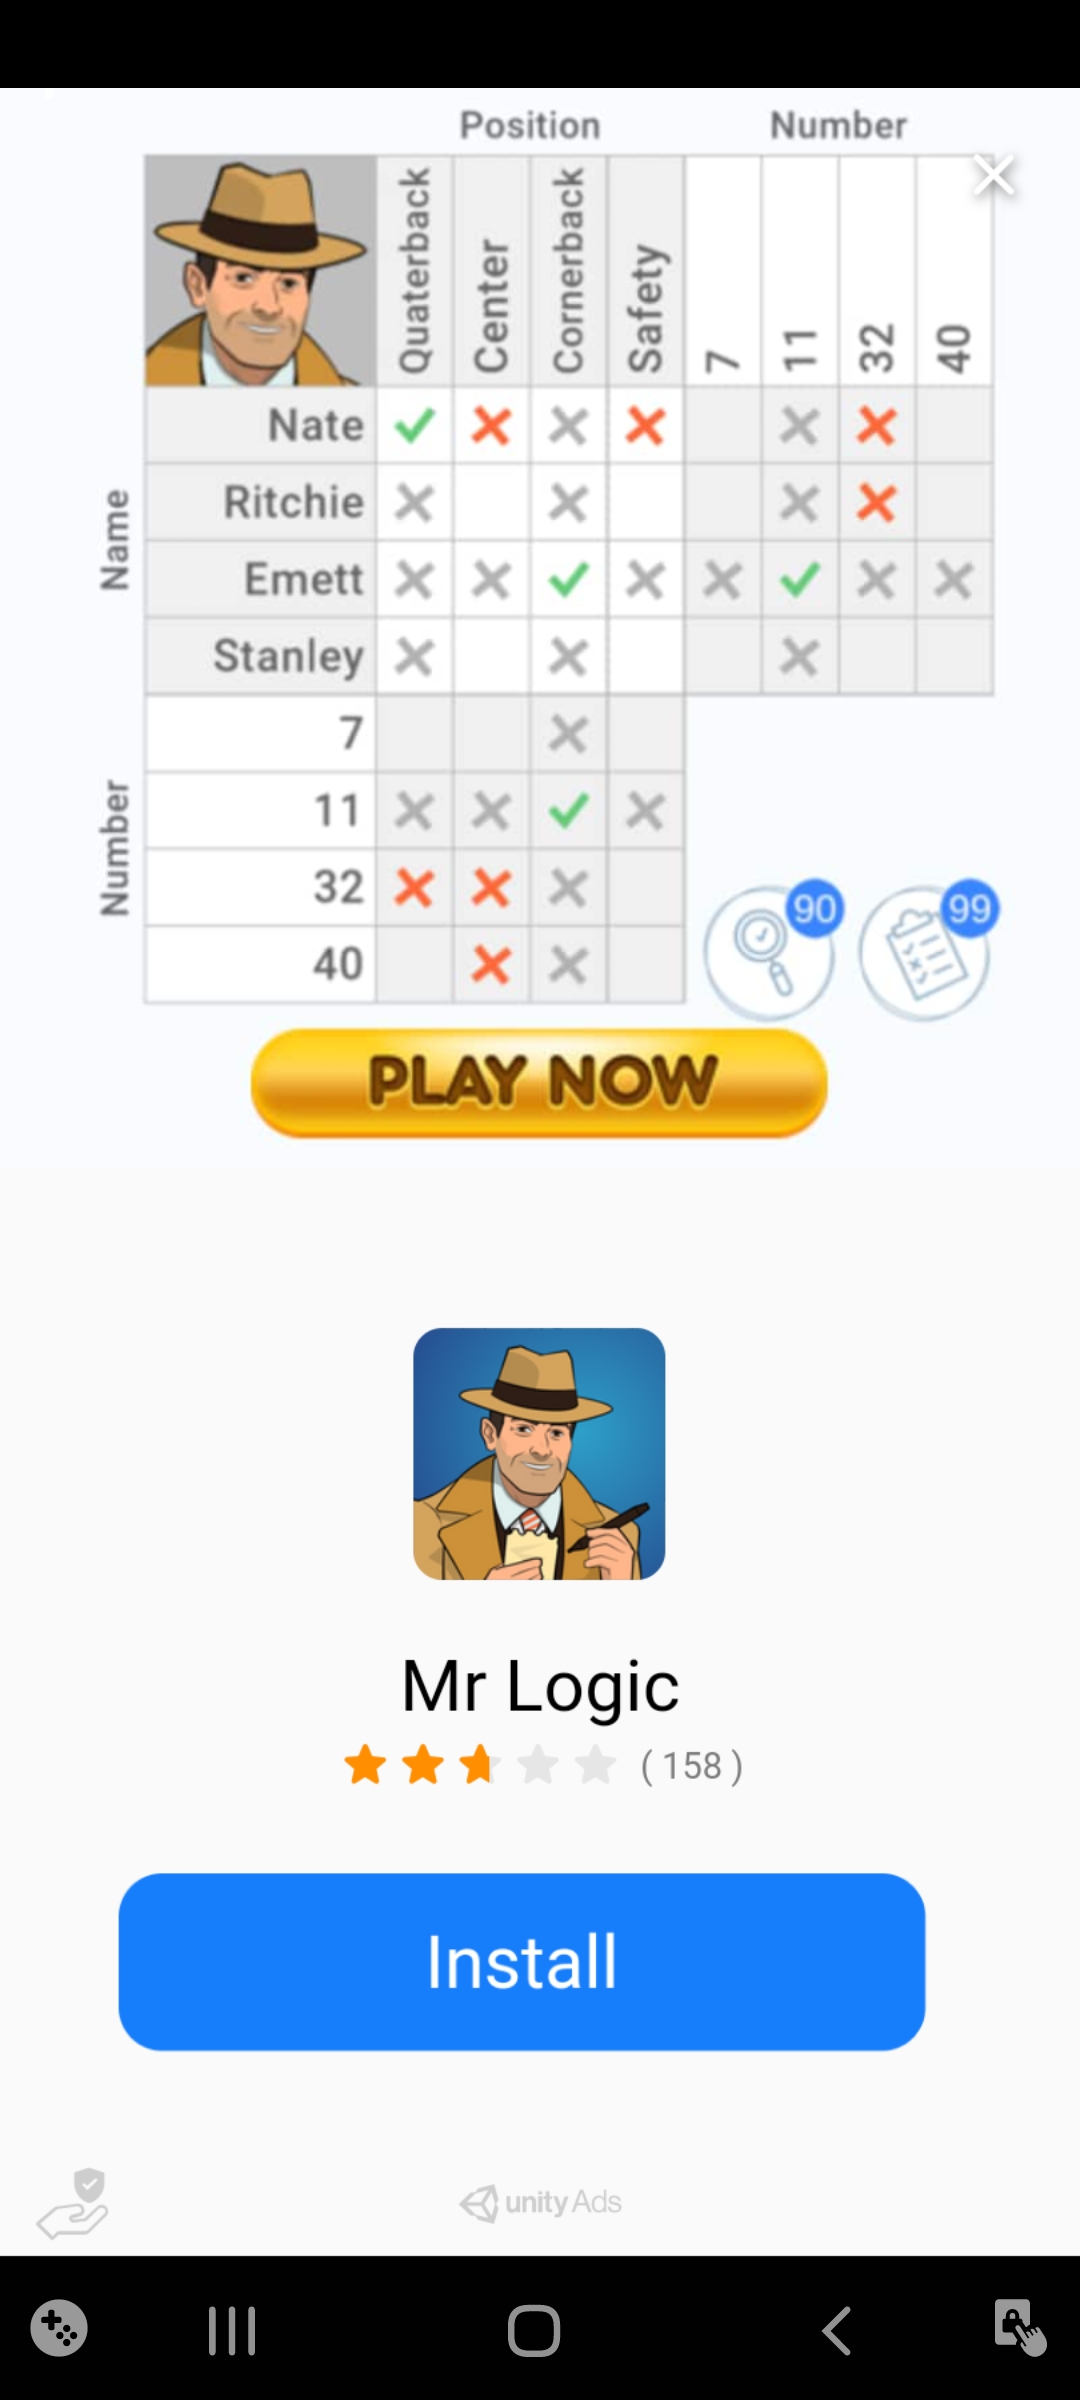 Position Number
Quaterback
Center
Cornerback
Safety
7
11
32
40
Name
Nate
Ritchie
Emett
Stanley
Number
7
11
32
40
90 99
PLAY NOW
Mr Logic
( 158 )
Install
unity Ads